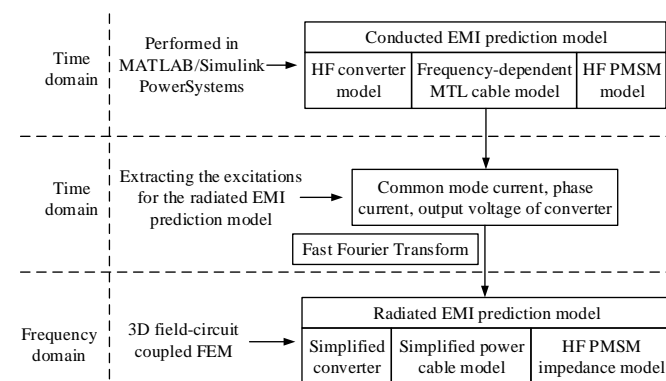 Time
domain
Performed in
MATLAB/Simulink
PowerSystems
Conducted EMI prediction model
HF converter
model
Frequency-dependent
MTL cable model
HF PMSM
model
Time
domain
Extracting the excitations
for the radiated EMI
prediction model
Common mode current, phase
current, output voltage of converter
Fast Fourier Transform
Frequency
domain
3D field-circuit
coupled FEM
Radiated EMI prediction model
Simplified
converter
Simplified power
cable model
HF PMSM
impedance model